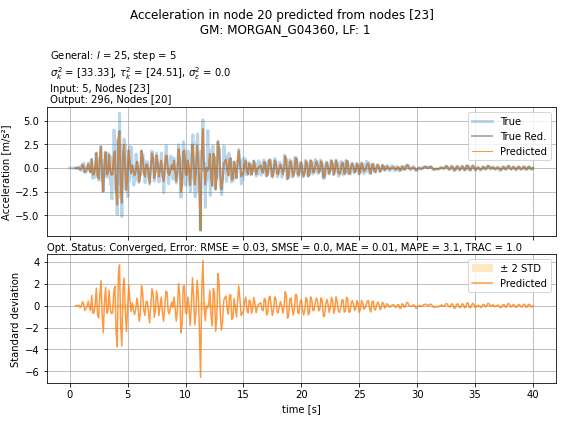 Acceleration in node 20 predicted from nodes [23]
GM: MORGAN_G04360, LF: 1
General: l = 25, step = 5
σ²ₖ = [33.33], τ²ₖ = [24.51], σ²ₑ = 0.0
Input: 5, Nodes [23]
Output: 296, Nodes [20]
Acceleration [m/s²]
5.0
2.5
0.0
−2.5
−5.0
True
True Red.
Predicted
Opt. Status: Converged, Error: RMSE = 0.03, SMSE = 0.0, MAE = 0.01, MAPE = 3.1, TRAC = 1.0
Standard deviation
4
2
0
−2
−4
−6
± 2 STD
Predicted
0 5 10 15 20 25 30 35 40
time [s]